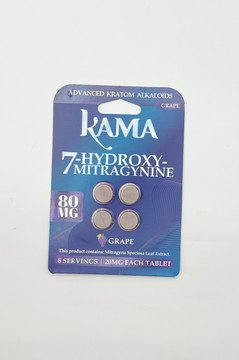 ADVANCED KRATOM ALKALOIDS
GRAPE
KAMA
7-HYDROXY-
MITRAGYNINE
80
MG
GRAPE
This product contains: Mitragyna Speciosa Leaf Extract.
8 SERVINGS | 20MG EACH TABLET